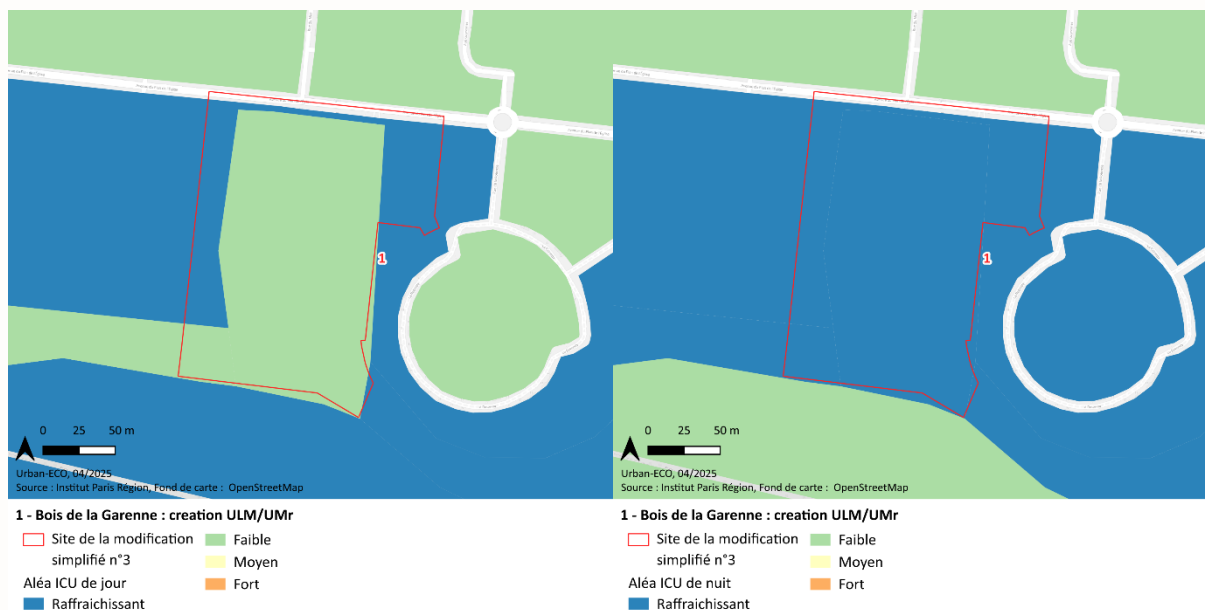 1
0 25 50 m
Urban-ECO, 04/2025
Source : Institut Paris Région, Fond de carte : OpenStreetMap
1 - Bois de la Garenne : creation ULM/UMr
Site de la modification
simplifié n°3
Aléa ICU de jour
Raffraichissant
Faible
Moyen
Fort
1
0 25 50 m
Urban-ECO, 04/2025
Source : Institut Paris Région, Fond de carte : OpenStreetMap
1 - Bois de la Garenne : creation ULM/UMr
Site de la modification
simplifié n°3
Aléa ICU de nuit
Raffraichissant
Faible
Moyen
Fort